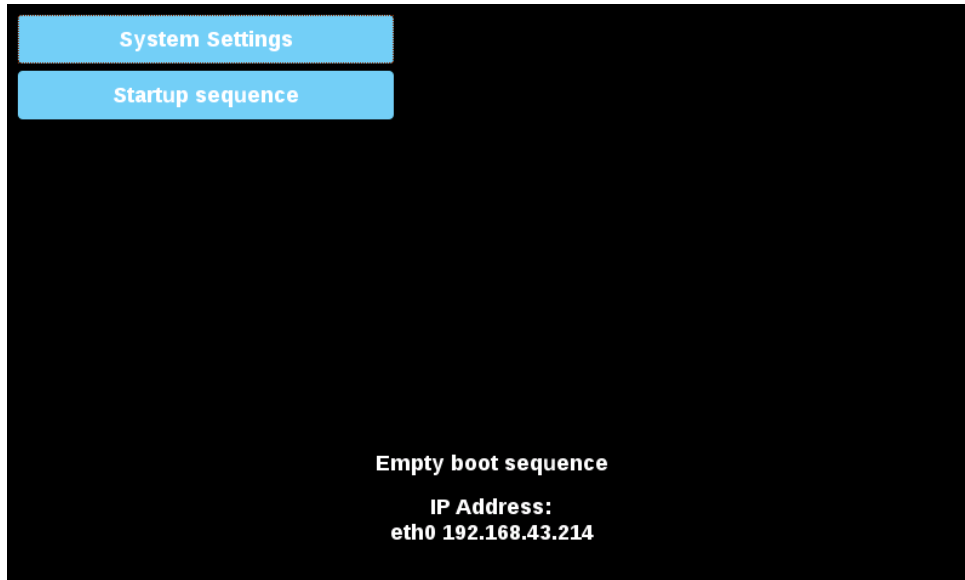 System Settings
Startup sequence
Empty boot sequence
IP Address:
eth0 192.168.43.214